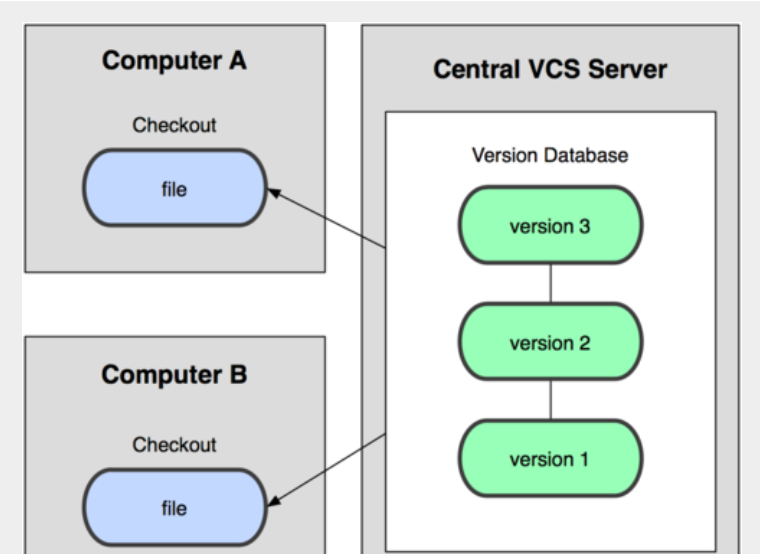 Computer A
Checkout
file
Central VCS Server
Version Database
version 3
version 2
version 1
Computer B
Checkout
file